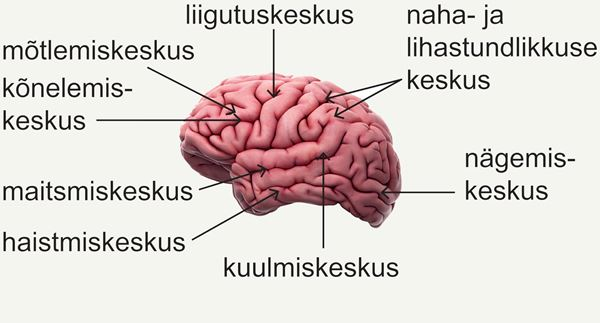 liigutuskeskus
naha- ja
lihastundlikkuse
keskus
mõtlemiskeskus
kõnelemis-
keskus
maitsmiskeskus
haistmiskeskus
kuulmiskeskus
nägemis-
keskus